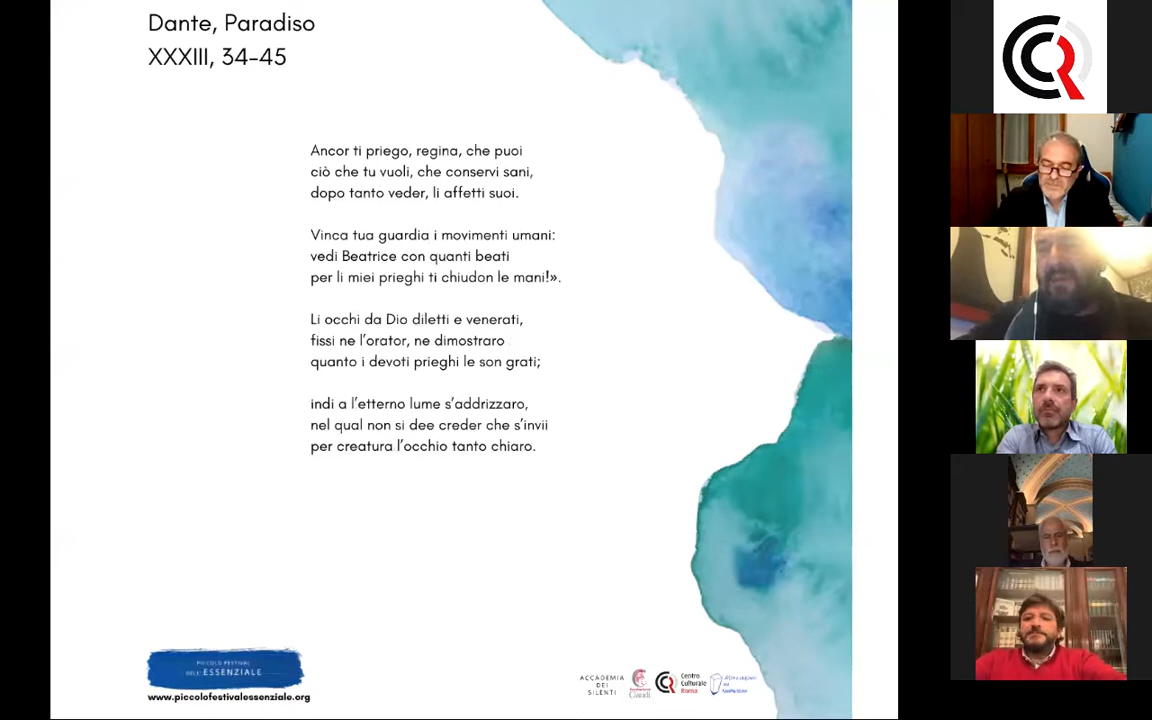 Dante, Paradiso
XXXIII, 34-45
Ancor ti priego, regina, che puoi
ciò che tu vuoli, che conservi sani,
dopo tanto veder, li affetti suoi.
Vinca tua guardia i movimenti umani:
vedi Beatrice con quanti beati
per li miei prieghi ti chiudon le mani!».
Li occhi da Dio diletti e venerati,
fissi ne l'orator, ne dimostraro
quanto i devoti prieghi le son grati;
indi a l'etterno lume s'addrizzaro,
nel qual non si dee creder che s'invii
per creatura l'occhio tanto chiaro.
PICCOLO FESTIVAL
DELL'ESSENZIALE
www.piccolofestivalessenziale.org
ACCADEMIA
DEI
SILENTI
Claudi
Centro
Culturale
Roma